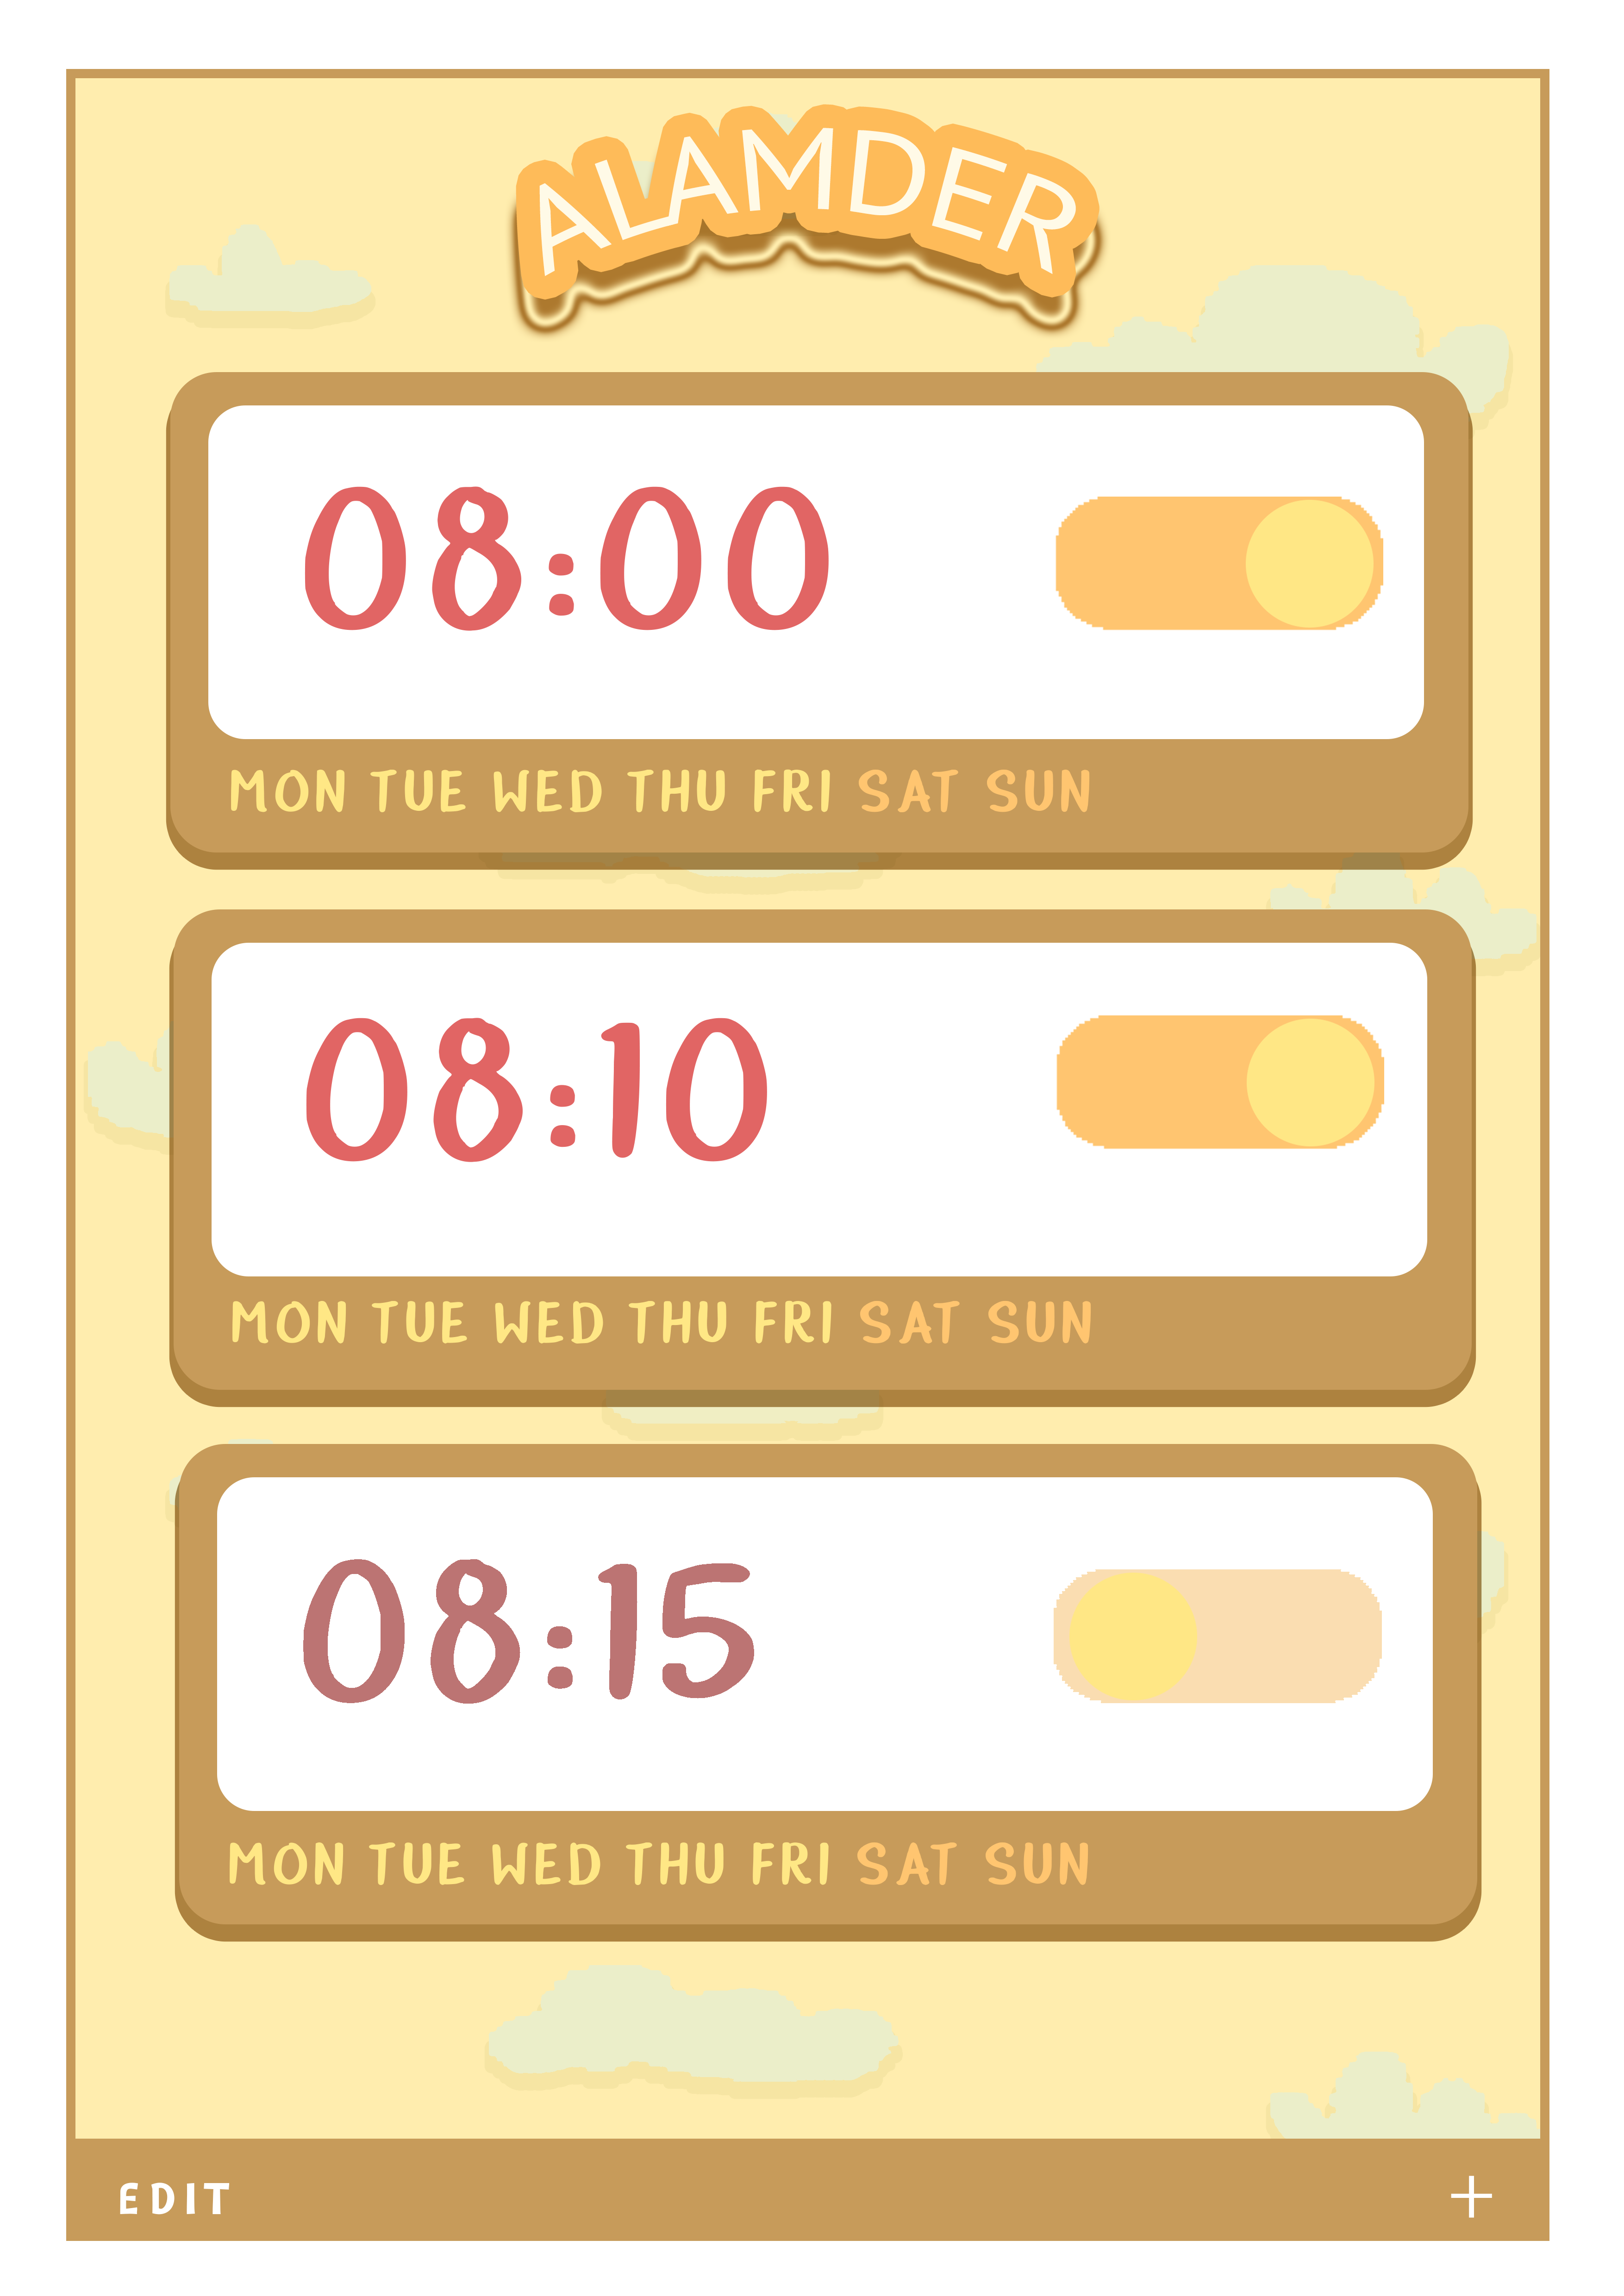 ALAMDER
08:00
MON TUE WED THU FRI SAT SUN
08:10
MON TUE WED THU FRI SAT SUN
08:15
MON TUE WED THU FRI SAT SUN
EDIT +